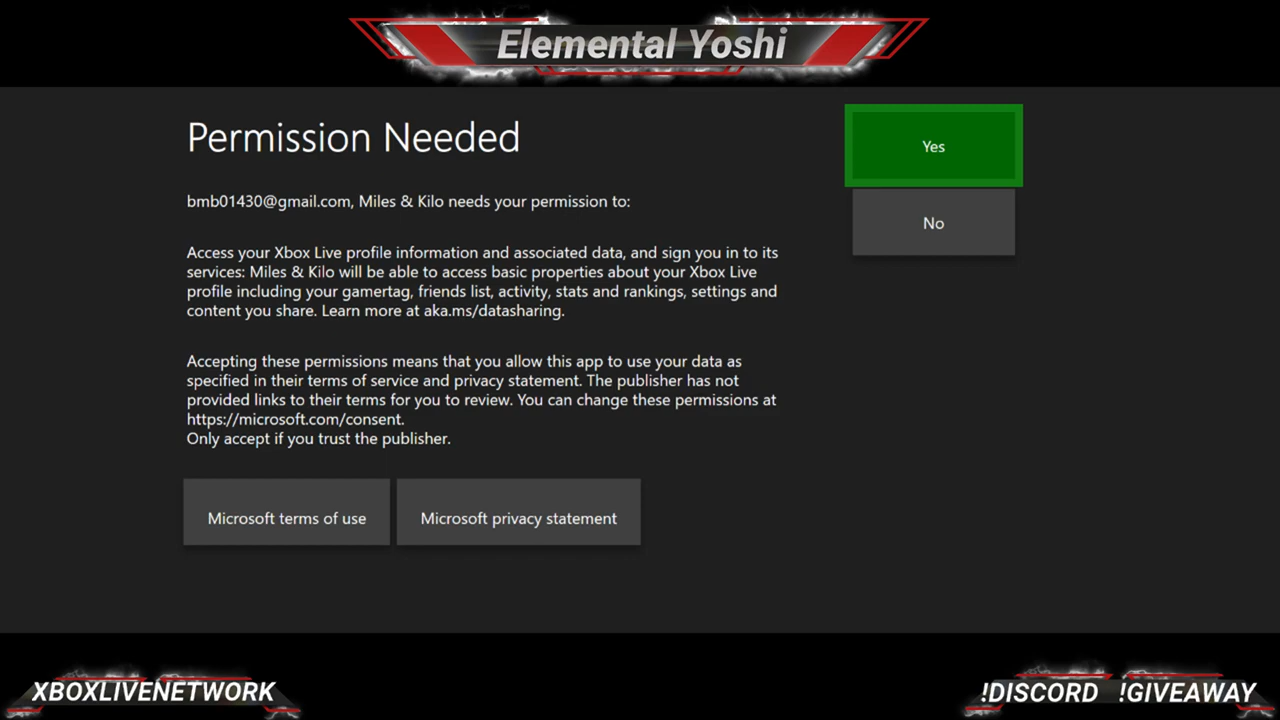 Elemental Yoshi
Permission Needed
Yes
bmb01430@gmail.com, Miles & Kilo needs your permission to:
No
Access your Xbox Live profile information and associated data, and sign you in to its
services: Miles & Kilo will be able to access basic properties about your Xbox Live
profile including your gamertag, friends list, activity, stats and rankings, settings and
content you share. Learn more at aka.ms/datasharing.
Accepting these permissions means that you allow this app to use your data as
specified in their terms of service and privacy statement. The publisher has not
provided links to their terms for you to review. You can change these permissions at
https://microsoft.com/consent.
Only accept if you trust the publisher.
Microsoft terms of use
Microsoft privacy statement
XBOXLIVENETWORK
!DISCORD !GIVEAWAY